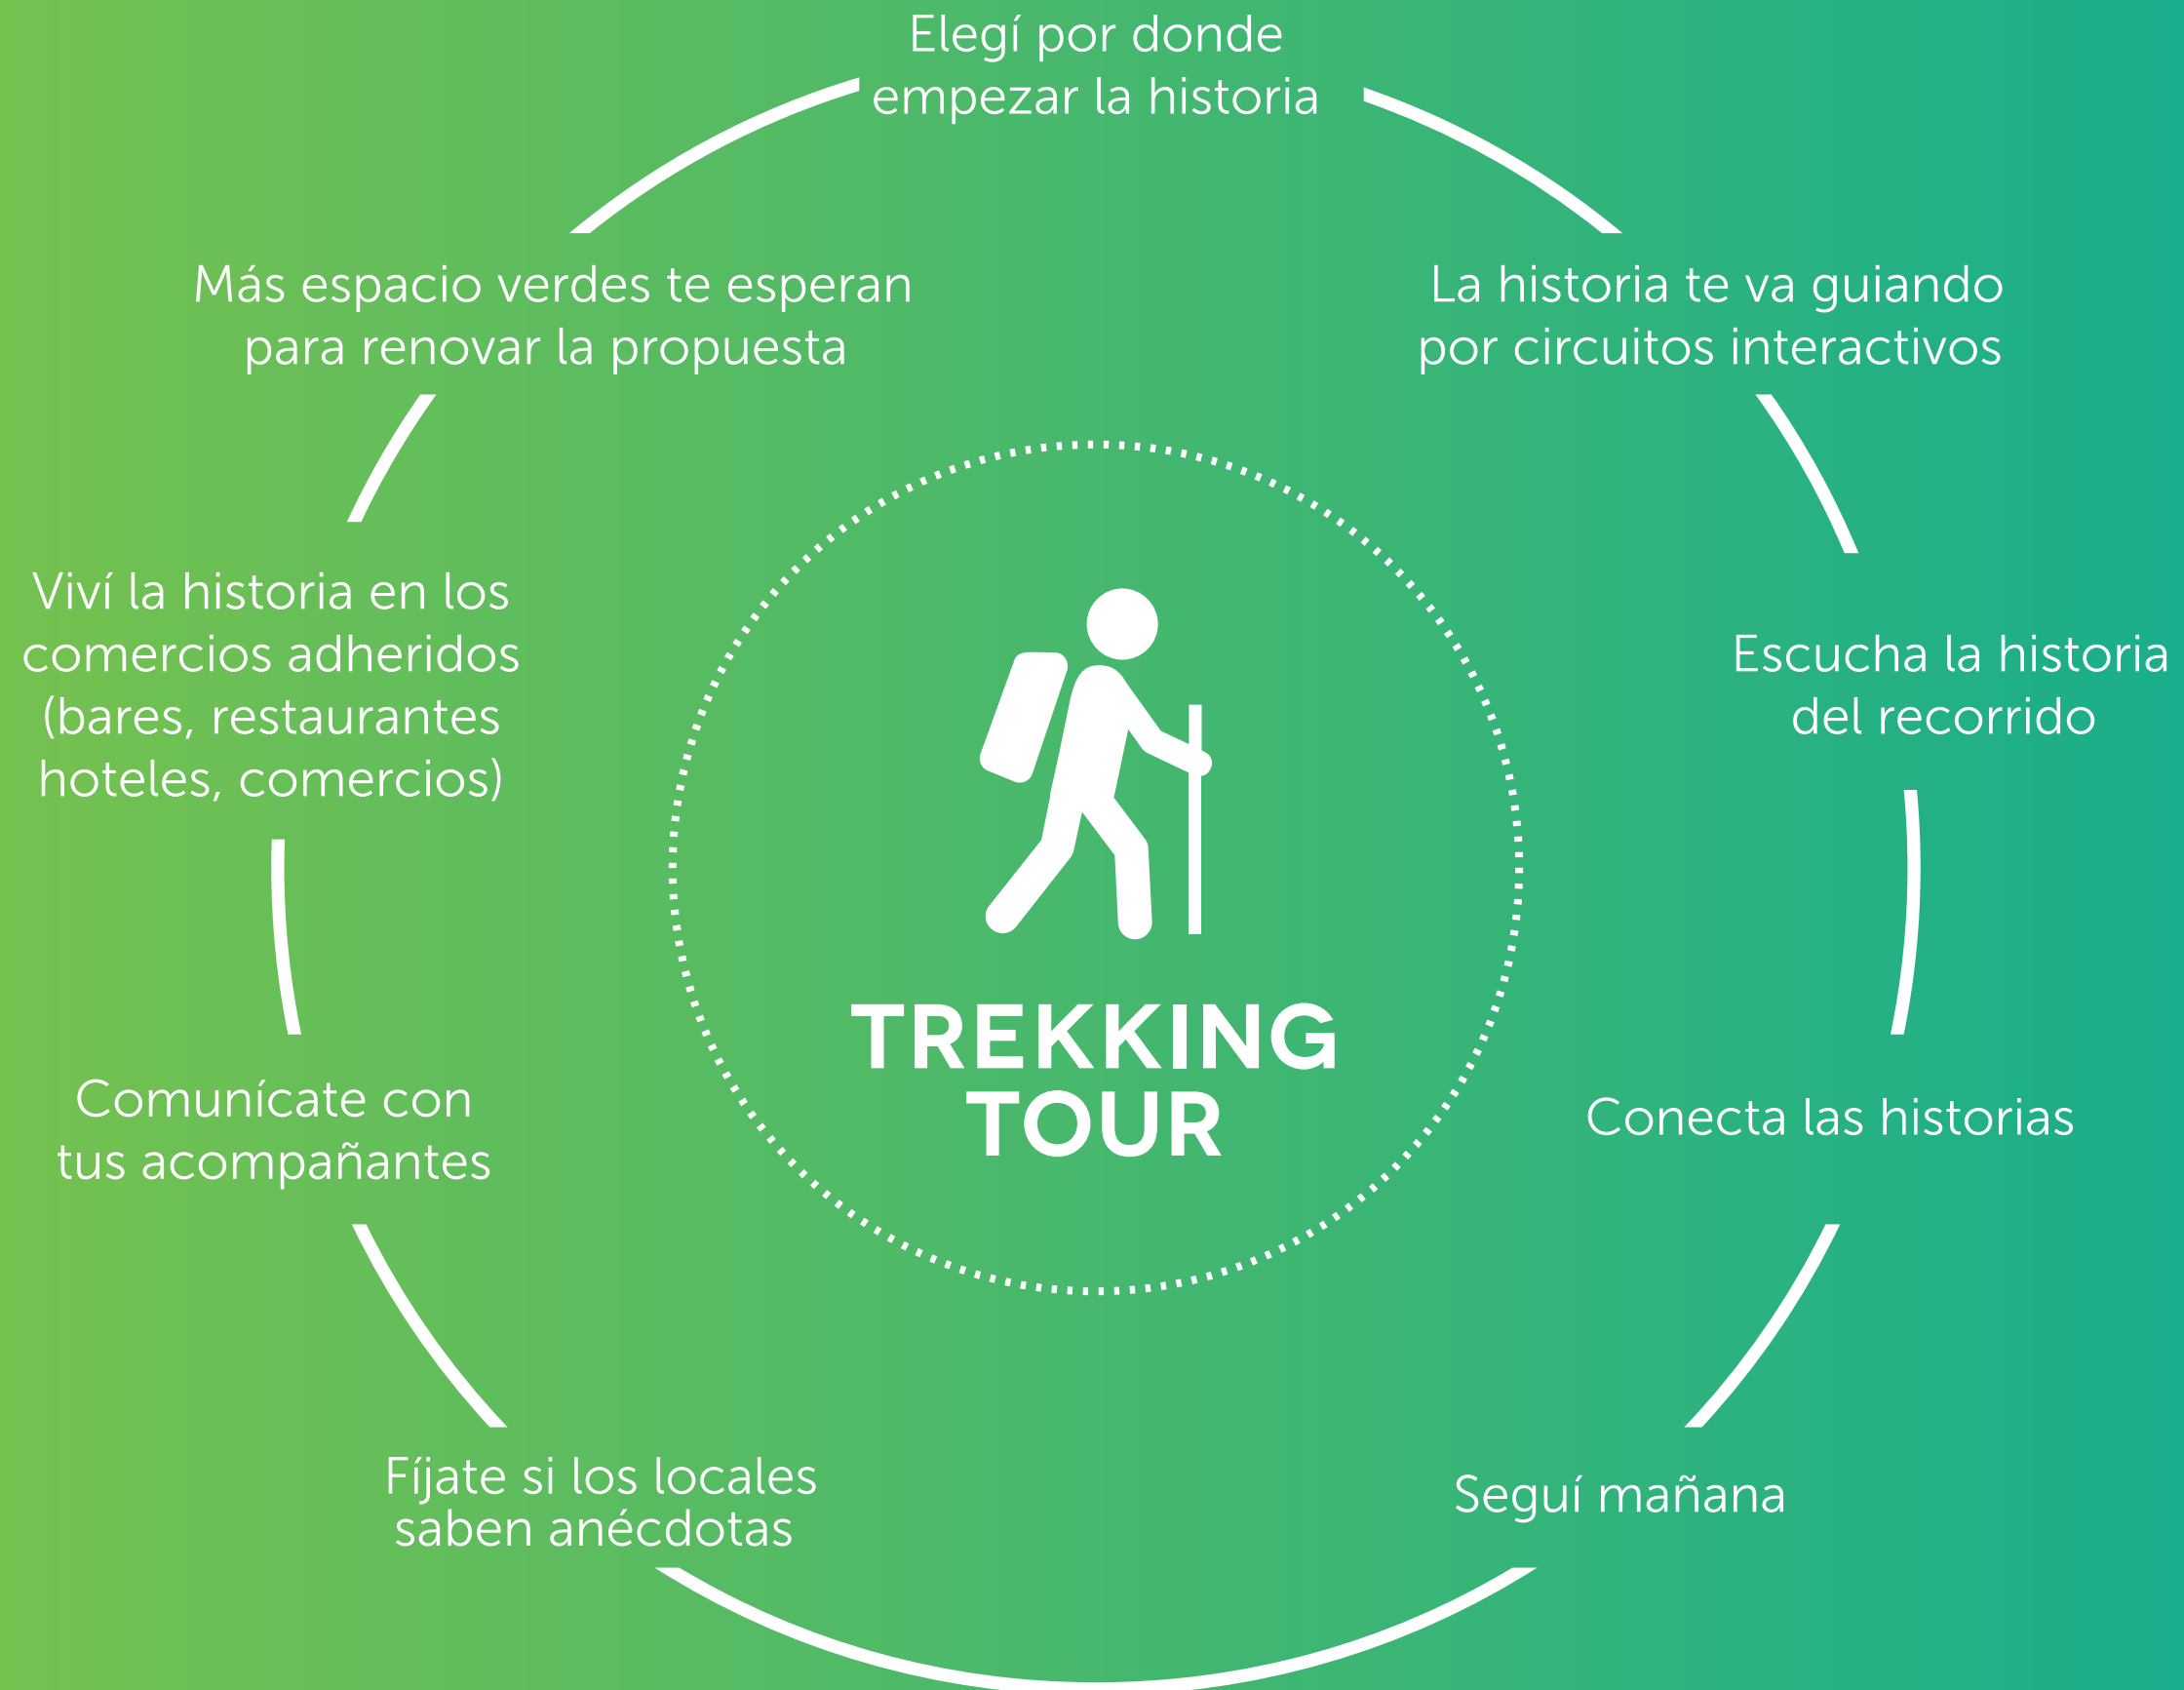 Elegí por donde
empezar la historia
La historia te va guiando
por circuitos interactivos
Escucha la historia
del recorrido
Conecta las historias
Seguí mañana
Fíjate si los locales
saben anécdotas
Comunícate con
tus acompañantes
Viví la historia en los
comercios adheridos
(bares, restaurantes
hoteles, comercios)
Más espacio verdes te esperan
para renovar la propuesta
TREKKING
TOUR